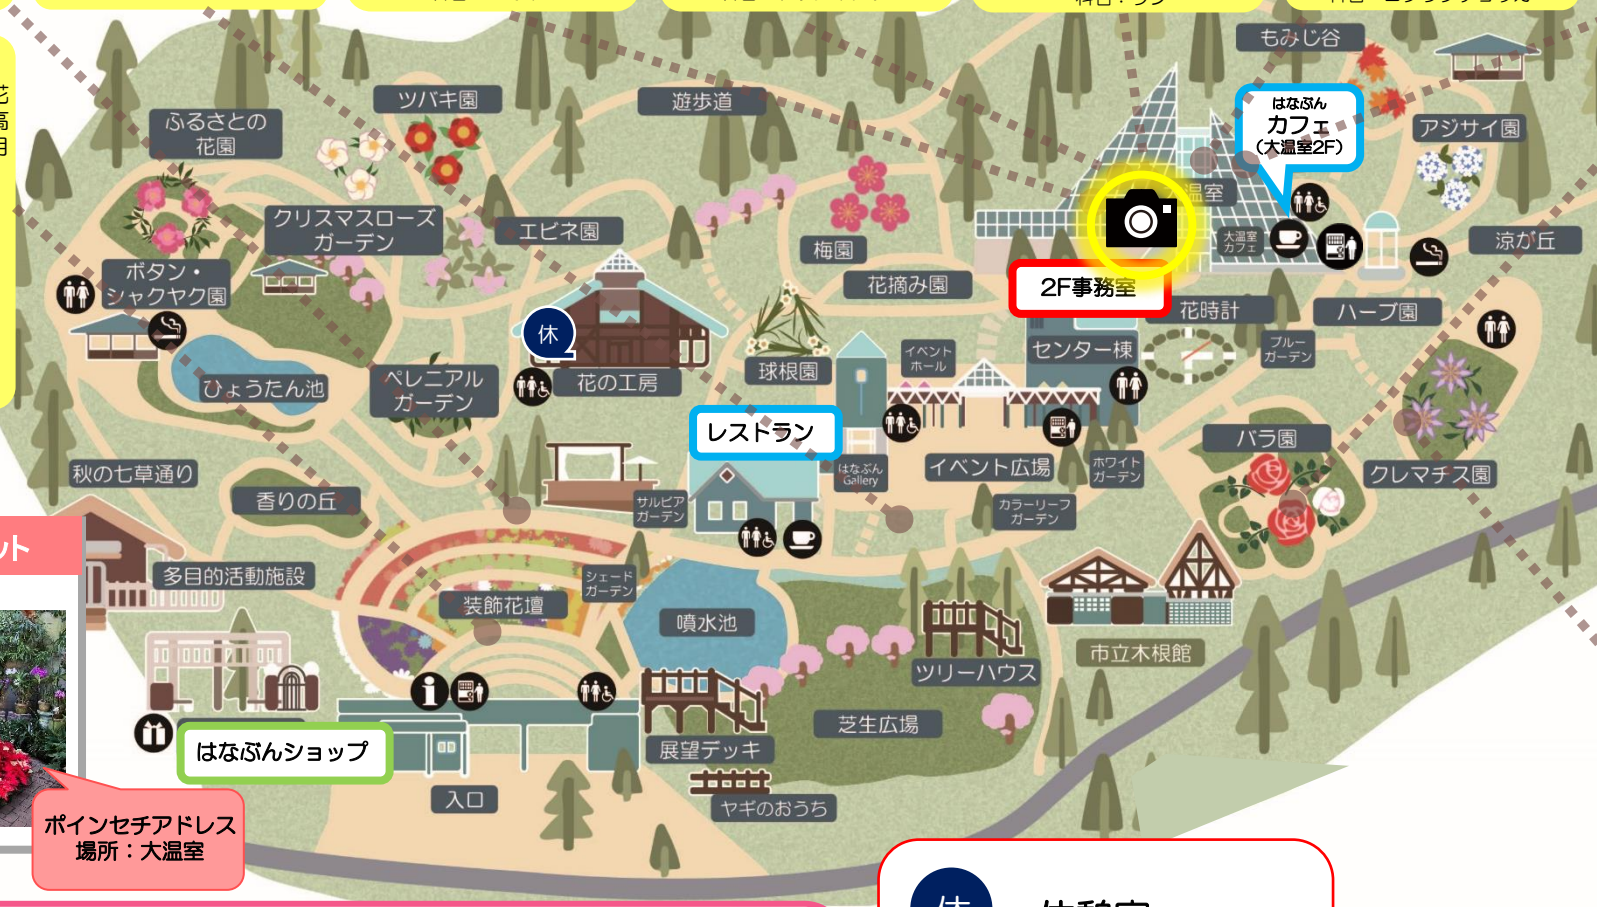 もみじ谷
花
高
ツバキ園
遊歩道
はなぶん
カフェ
(大温室2F)
アジサイ園
ふるさとの
花園
温室
クリスマスローズ
ガーデン
エビネ園
梅園
大温室
カフェ
涼が丘
ボタン・
シャクヤク園
花摘み園
2F事務室
花時計
ハーブ園
休
センター棟
イベント
ホール
ブルー
ガーデン
ひょうたん池
ペレニアル
ガーデン
花の工房
球根園
レストラン
バラ園
秋の七草通り
香りの丘
サルビア
ガーデン
はなぶん
Gallery
イベント広場
ホワイト
ガーデン
クレマチス園
カラーリーフ
ガーデン
ット
多目的活動施設
装飾花壇
シェード
ガーデン
噴水池
市立木根館
ツリーハウス
芝生広場
はなぶんショップ
展望デッキ
入口
ヤギのおうち
ポインセチアドレス
場所：大温室